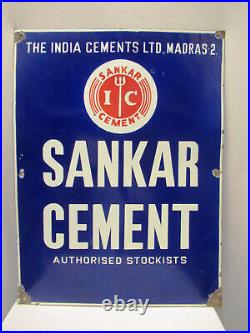 THE INDIA CEMENTS LTD, MADRAS-2.
SANKAR
I C
CEMENT
SANKAR
CEMENT
AUTHORISED STOCKISTS